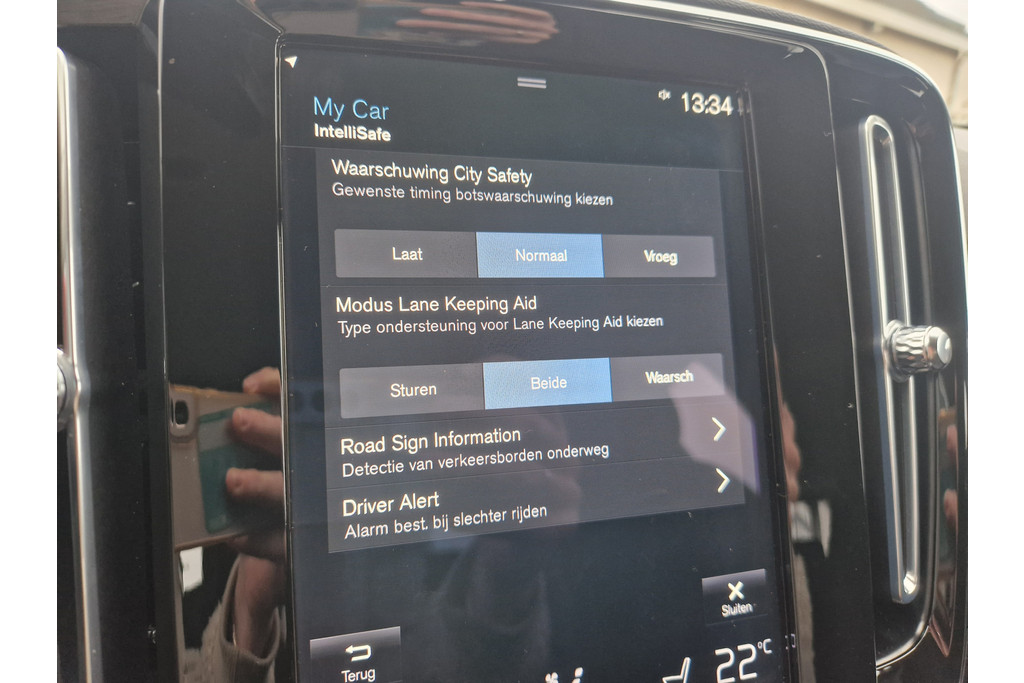 My Car
13:34
IntelliSafe
Waarschuwing City Safety
Gewenste timing botswaarschuwing kiezen
Laat Normaal Vroeg
Modus Lane Keeping Aid
Type ondersteuning voor Lane Keeping Aid kiezen
Sturen Beide Waarsch
Road Sign Information
Detectie van verkeersborden onderweg
Driver Alert
Alarm best. bij slechter rijden
Sluiten
Terug
22°C